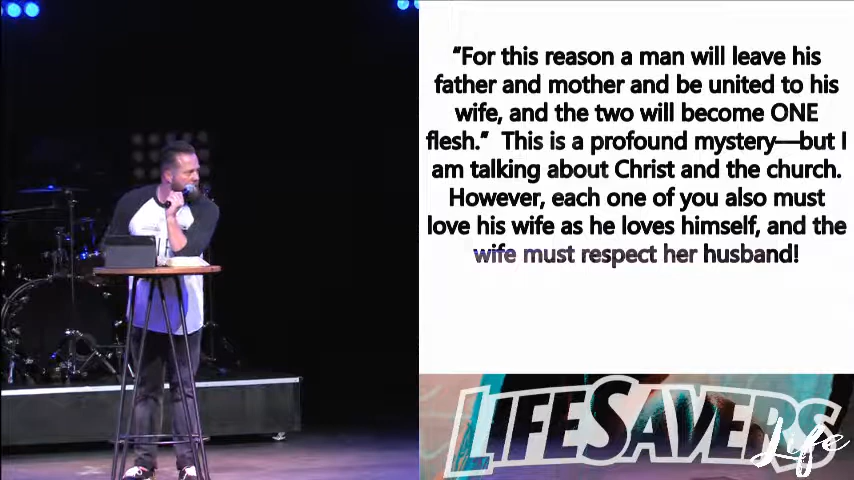 “For this reason a man will leave his
father and mother and be united to his
wife, and the two will become ONE
flesh.”  This is a profound mystery—but I
am talking about Christ and the church.
However, each one of you also must
love his wife as he loves himself, and the
wife must respect her husband!
LIFESAVERS
Life